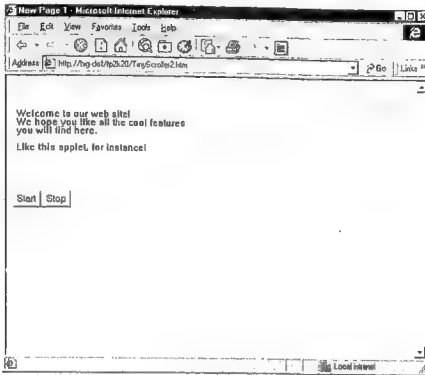 New Page 1 - Microsoft Internet Explorer
File Edit View Favorites Tools Help
Address http://hg-dell/fp2k20/TinyScroller2.htm Go Links
Welcome to our web site!
We hope you like all the cool features
you will find here.
Like this applet, for instance!
Start Stop
Local intranet